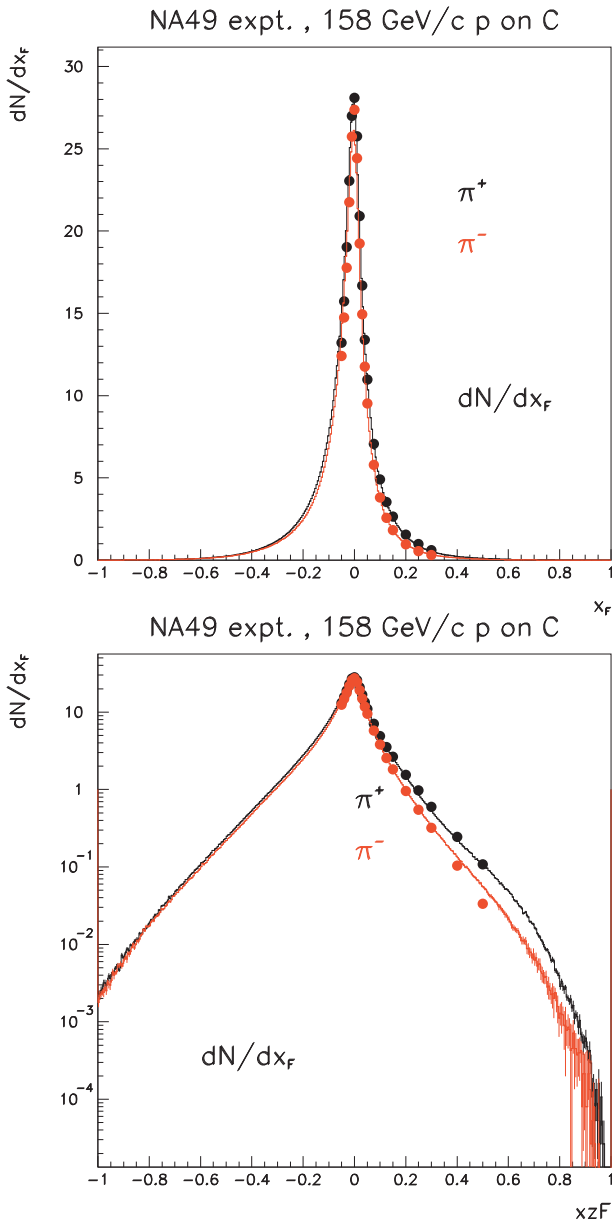 NA49 expt. , 158 GeV/c p on C
dN/dx_F
30
25
20
15
10
5
0
π⁺
π⁻
dN/dx_F
−1 −0.8 −0.6 −0.4 −0.2 0 0.2 0.4 0.6 0.8 1
x_F
NA49 expt. , 158 GeV/c p on C
dN/dx_F
10
1
10⁻¹
10⁻²
10⁻³
10⁻⁴
π⁺
π⁻
dN/dx_F
−1 −0.8 −0.6 −0.4 −0.2 0 0.2 0.4 0.6 0.8 1
xzF